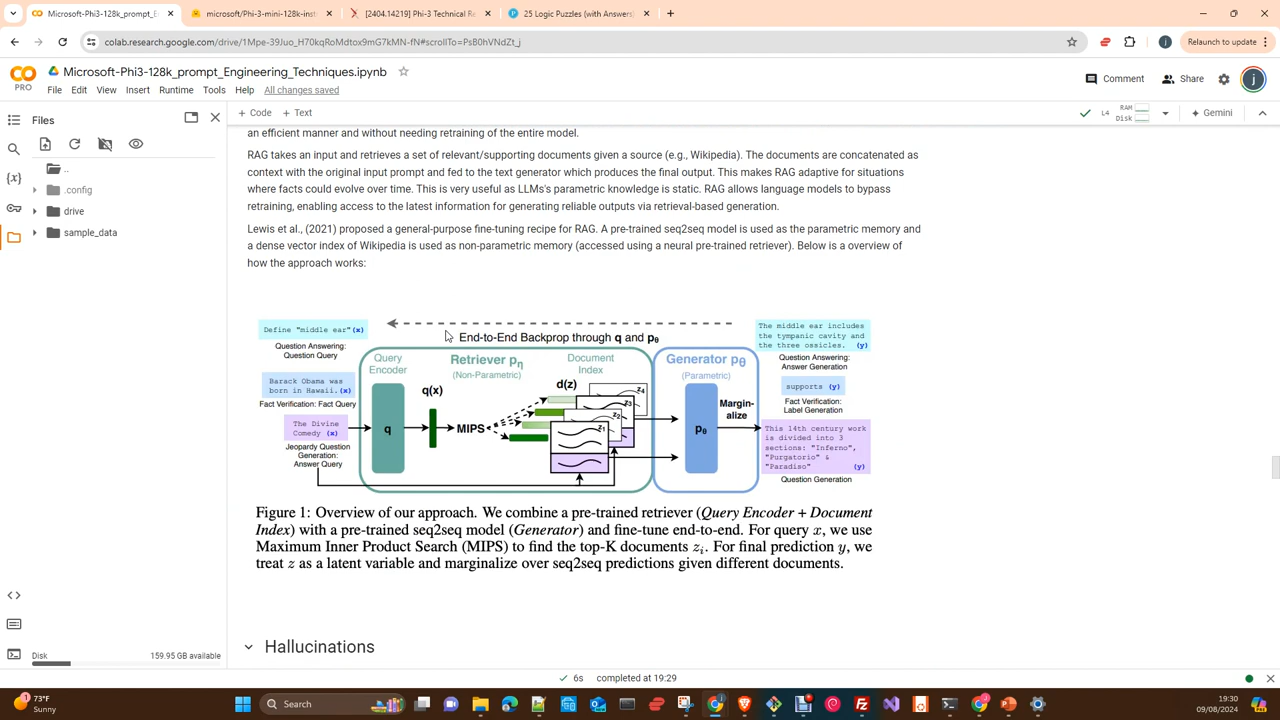 Microsoft-Phi3-128k_prompt_E
microsoft/Phi-3-mini-128k-inst
[2404.14219] Phi-3 Technical Re
25 Logic Puzzles (with Answers)
colab.research.google.com/drive/1Mpe-39Juo_H70kqRoMdtox9mG7kMN-fN#scrollTo=PsB0hVNdZt_j
Relaunch to update
Microsoft-Phi3-128k_prompt_Engineering_Techniques.ipynb
PRO
File Edit View Insert Runtime Tools Help All changes saved
Comment
Share
j
Files
+ Code + Text
L4
RAM
Disk
Gemini
..
.config
drive
sample_data
an efficient manner and without needing retraining of the entire model.
RAG takes an input and retrieves a set of relevant/supporting documents given a source (e.g., Wikipedia). The documents are concatenated as
context with the original input prompt and fed to the text generator which produces the final output. This makes RAG adaptive for situations
where facts could evolve over time. This is very useful as LLMs's parametric knowledge is static. RAG allows language models to bypass
retraining, enabling access to the latest information for generating reliable outputs via retrieval-based generation.
Lewis et al., (2021) proposed a general-purpose fine-tuning recipe for RAG. A pre-trained seq2seq model is used as the parametric memory and
a dense vector index of Wikipedia is used as non-parametric memory (accessed using a neural pre-trained retriever). Below is a overview of
how the approach works:
Define "middle ear"(x)
Question Answering:
Question Query
Barack Obama was
born in Hawaii.(x)
Fact Verification: Fact Query
The Divine
Comedy (x)
Jeopardy Question
Generation:
Answer Query
End-to-End Backprop through q and pθ
Query
Encoder
Retriever pη
(Non-Parametric)
Document
Index
Generator pθ
(Parametric)
q
q(x)
MIPS
d(z)
z4
z3
z2
z1
pθ
Margin-
alize
The middle ear includes
the tympanic cavity and
the three ossicles. (y)
Question Answering:
Answer Generation
supports (y)
Fact Verification:
Label Generation
This 14th century work
is divided into 3
sections: "Inferno",
"Purgatorio" &
"Paradiso" (y)
Question Generation
Figure 1: Overview of our approach. We combine a pre-trained retriever (Query Encoder + Document
Index) with a pre-trained seq2seq model (Generator) and fine-tune end-to-end. For query x, we use
Maximum Inner Product Search (MIPS) to find the top-K documents zi. For final prediction y, we
treat z as a latent variable and marginalize over seq2seq predictions given different documents.
Hallucinations
Disk
159.95 GB available
6s completed at 19:29
73°F
Sunny
Search
19:30
09/08/2024